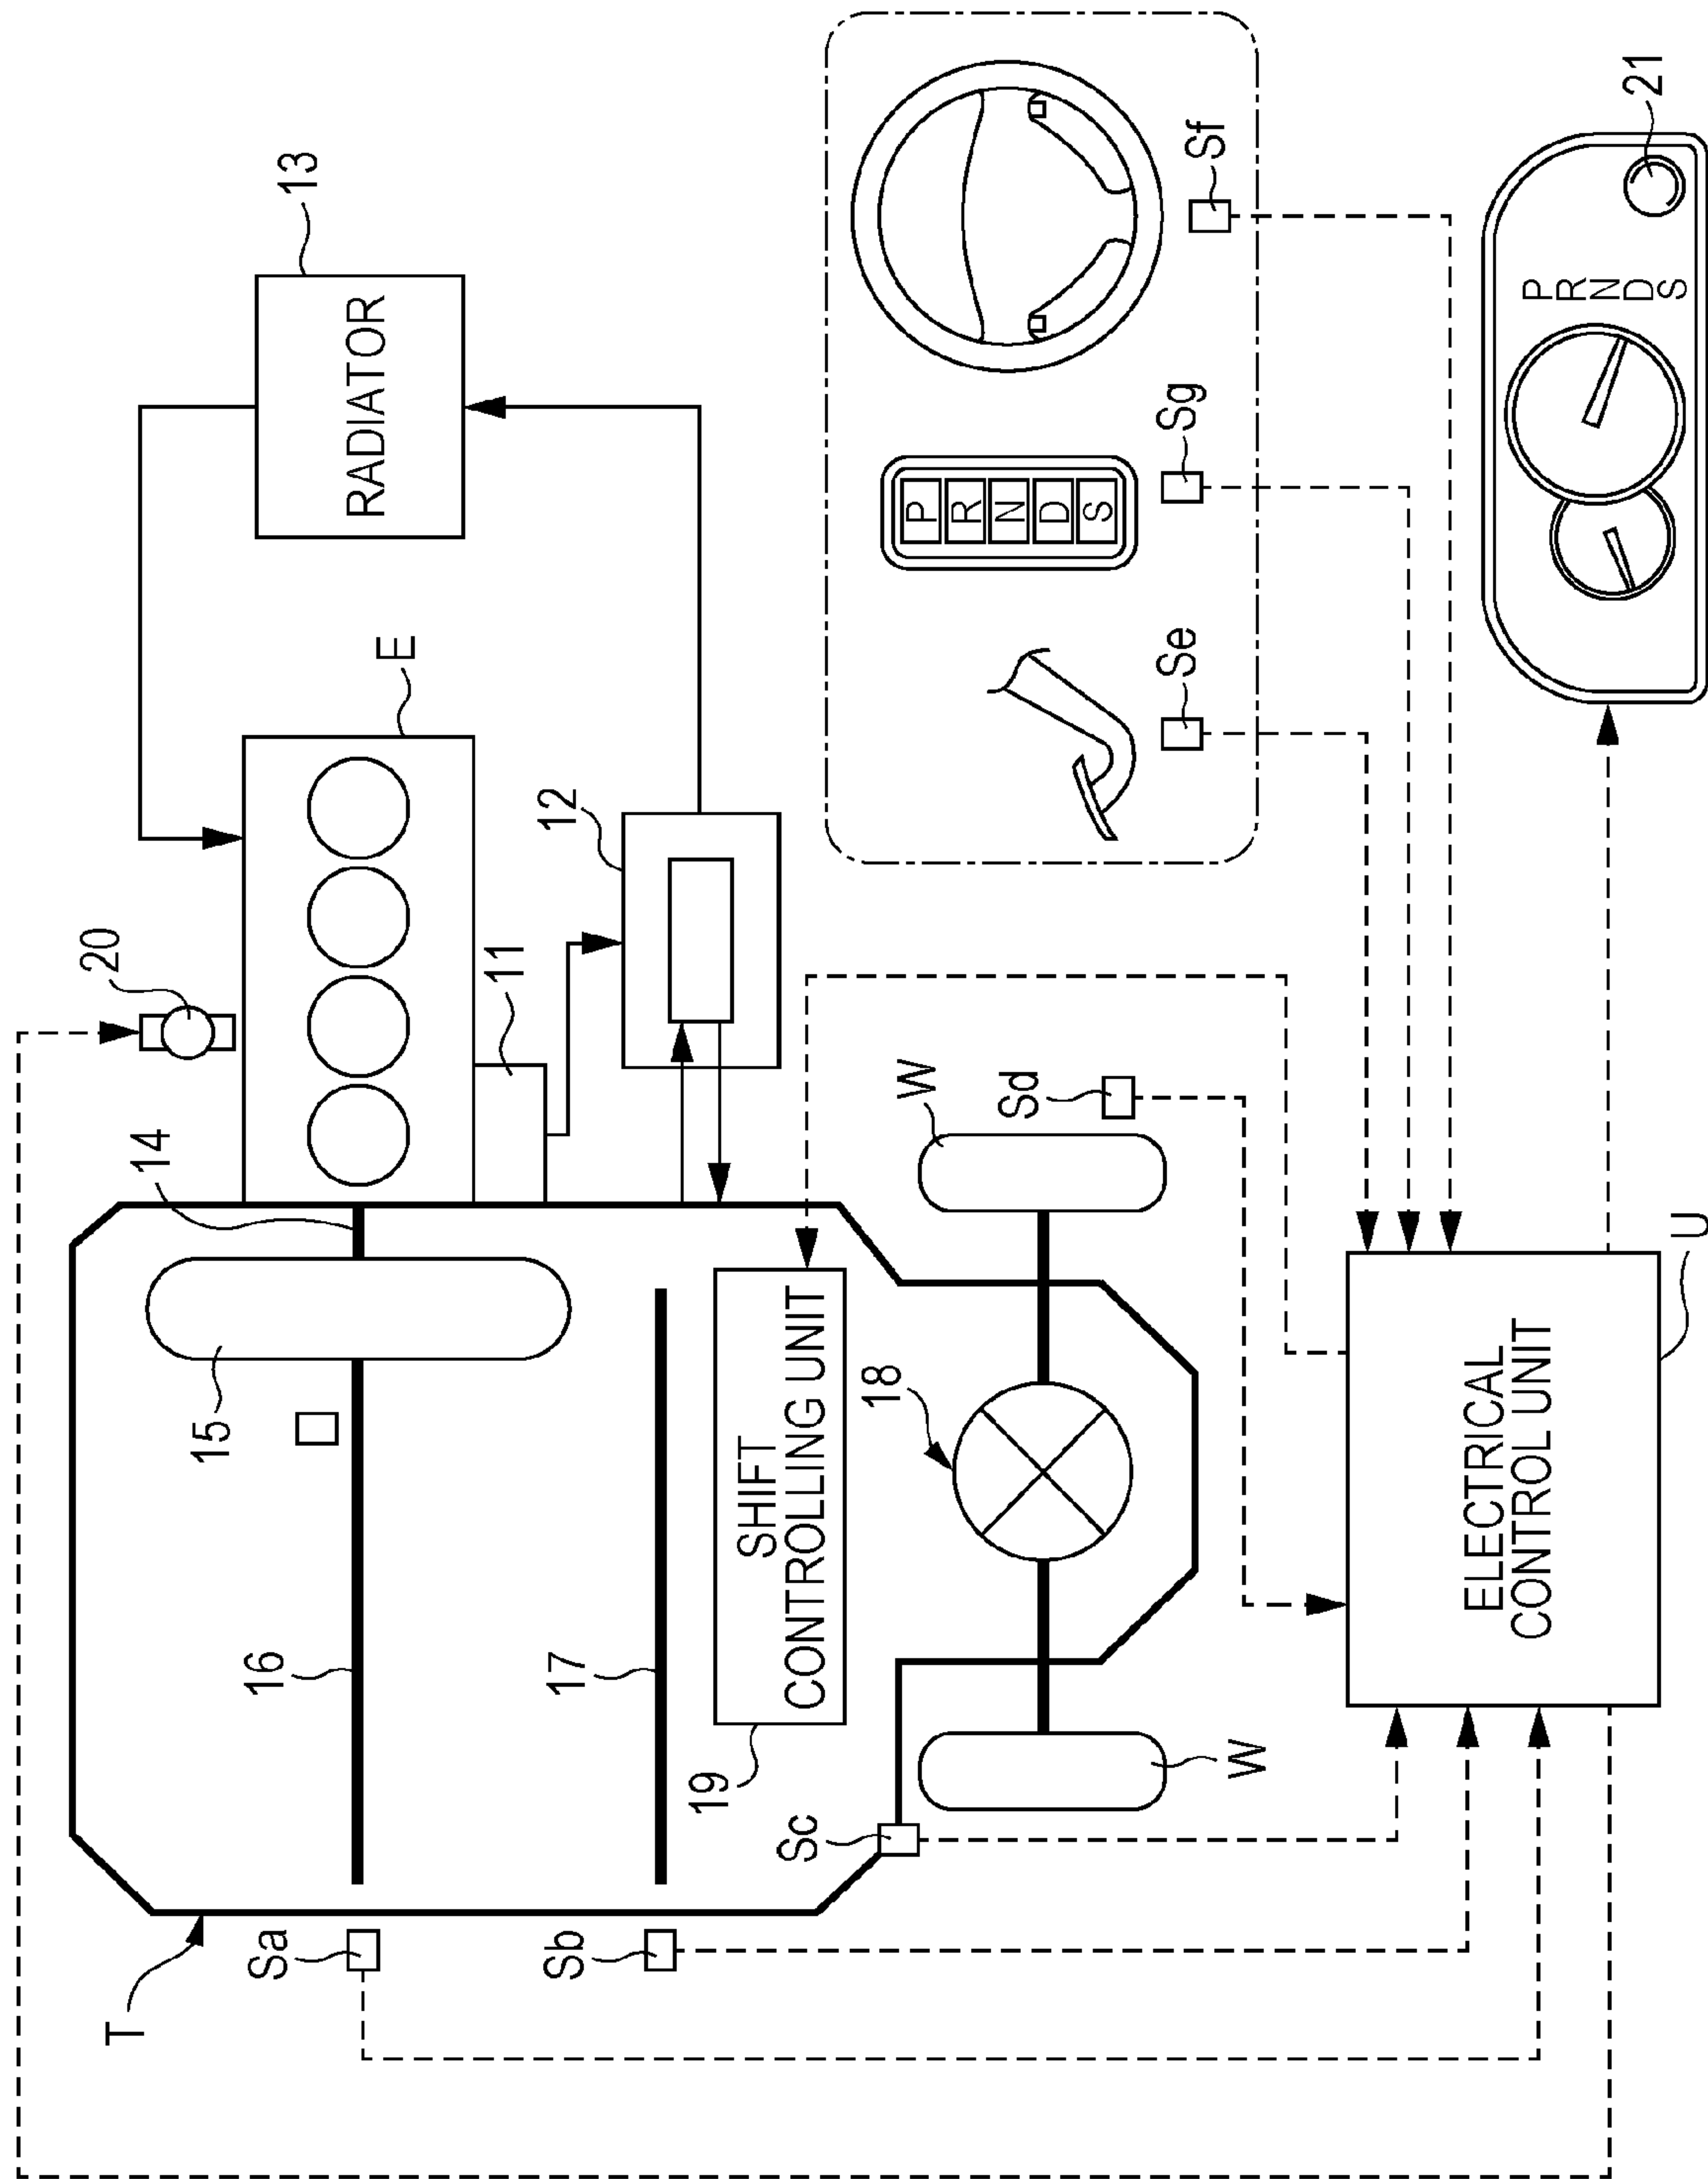 T
Sa
Sb
Sc
16
17
19
SHIFT
CONTROLLING UNIT
15
14
18
W
W
Sd
20
11
12
E
13
RADIATOR
Se
Sg
Sf
P
R
N
D
S
ELECTRICAL
CONTROL UNIT
U
P
R
N
D
S
21